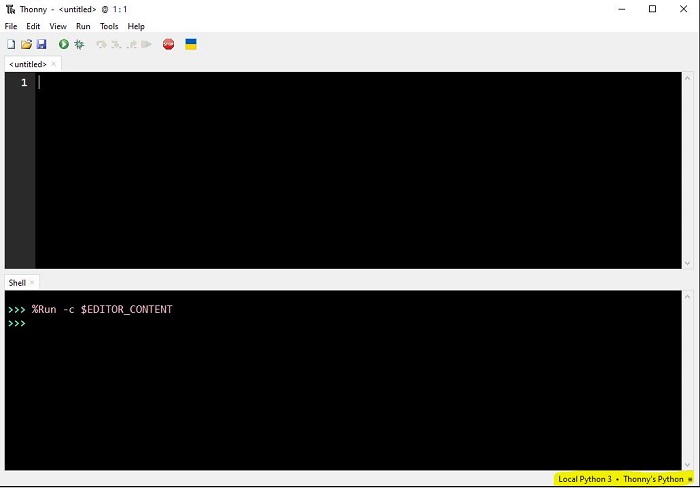 Thonny - <untitled> @ 1:1
File Edit View Run Tools Help
STOP
<untitled> ×
1
Shell ×
>>> %Run -c $EDITOR_CONTENT
>>>
Local Python 3 • Thonny's Python ≡